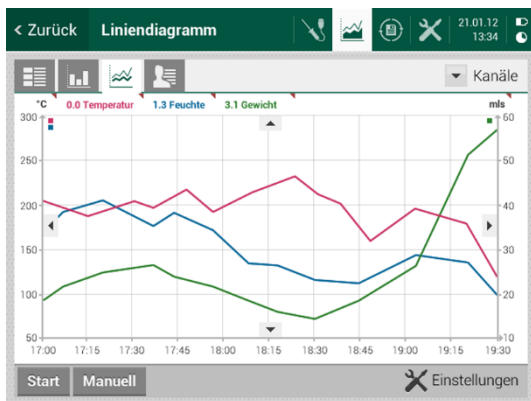 < Zurück Liniendiagramm 21.01.12
13:34
Kanäle
°C 0.0 Temperatur 1.3 Feuchte 3.1 Gewicht mls
300 60
250 50
200 40
150 30
100 20
50 10
17:00 17:15 17:30 17:45 18:00 18:15 18:30 18:45 19:00 19:15 19:30
Start Manuell Einstellungen